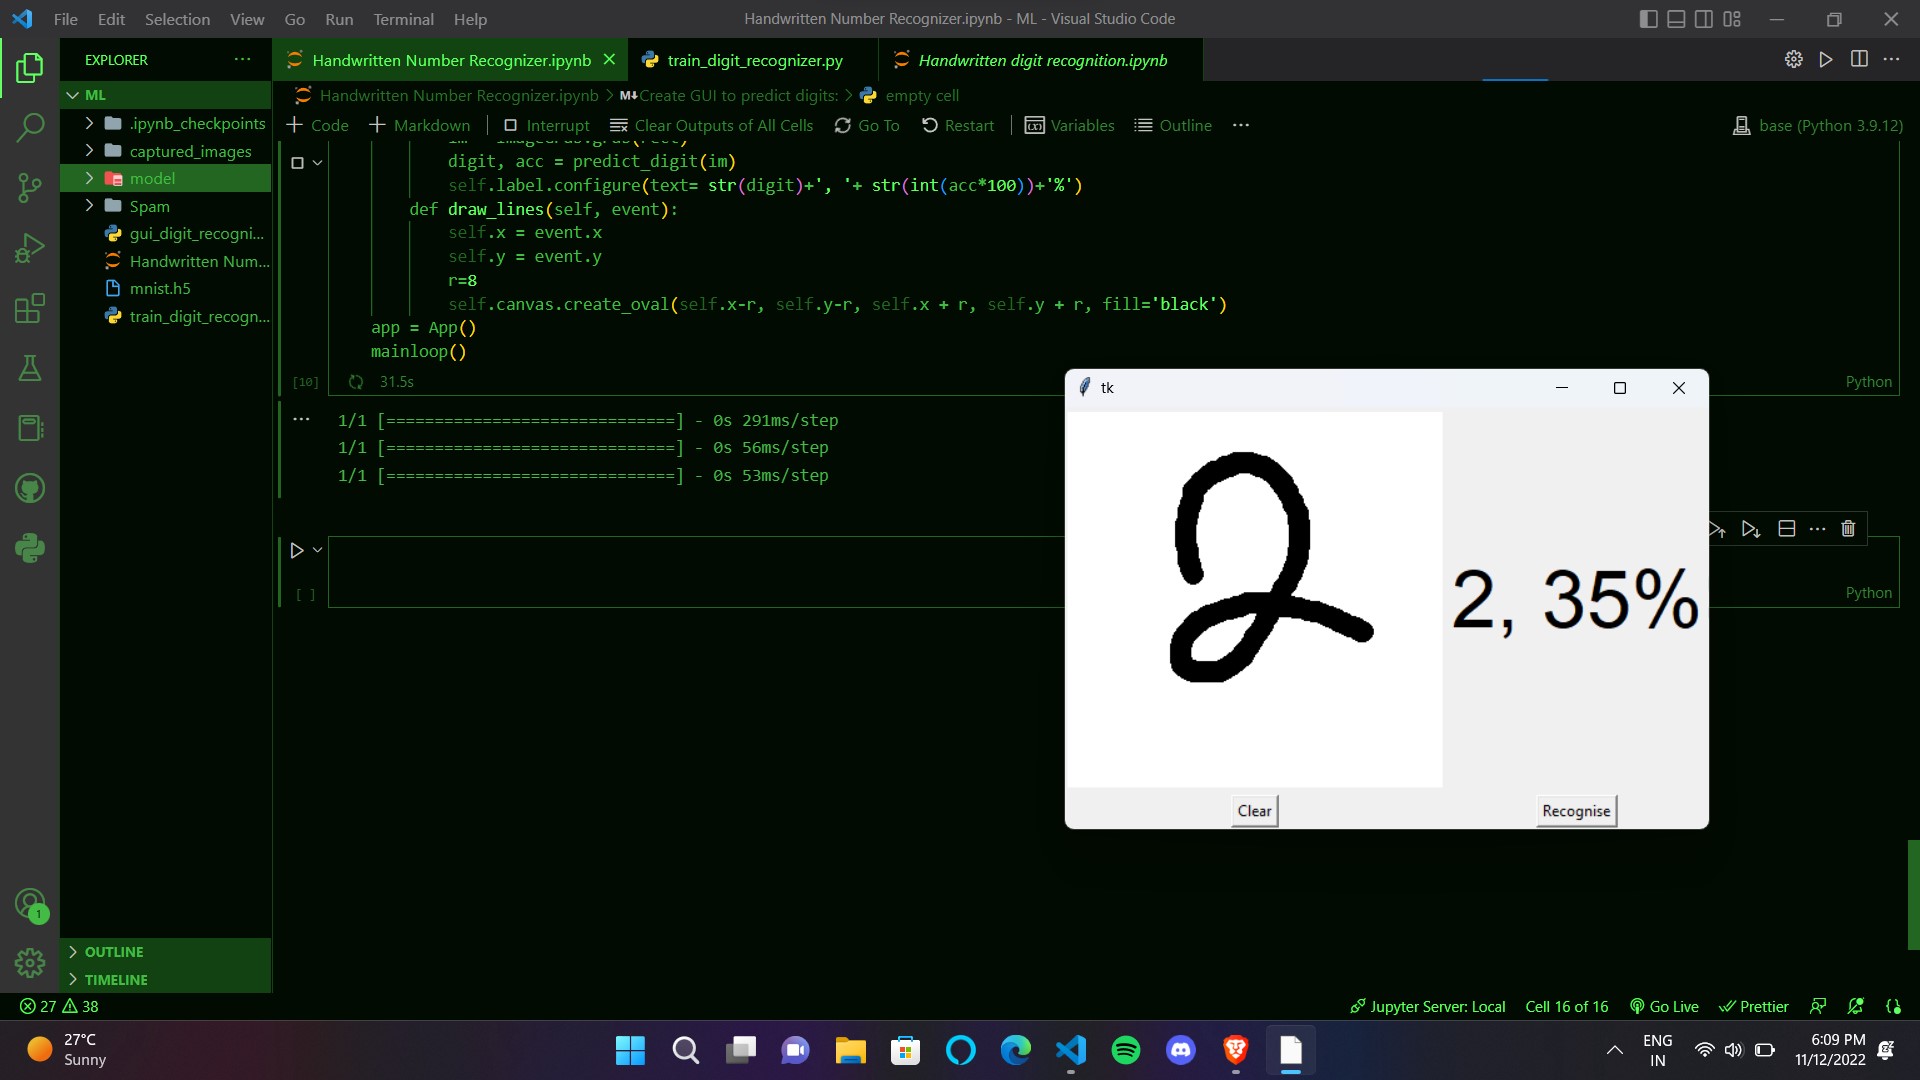 File Edit Selection View Go Run Terminal Help
Handwritten Number Recognizer.ipynb - ML - Visual Studio Code
EXPLORER
Handwritten Number Recognizer.ipynb
train_digit_recognizer.py
Handwritten digit recognition.ipynb
ML
.ipynb_checkpoints
captured_images
model
Spam
gui_digit_recogni...
Handwritten Num...
mnist.h5
train_digit_recogn...
OUTLINE
TIMELINE
Handwritten Number Recognizer.ipynb > M↓Create GUI to predict digits: > empty cell
Code Markdown Interrupt Clear Outputs of All Cells Go To Restart Variables Outline
base (Python 3.9.12)
digit, acc = predict_digit(im)
self.label.configure(text= str(digit)+', '+ str(int(acc*100))+'%')
def draw_lines(self, event):
self.x = event.x
self.y = event.y
r=8
self.canvas.create_oval(self.x-r, self.y-r, self.x + r, self.y + r, fill='black')
app = App()
mainloop()
[10] 31.5s
Python
1/1 [==============================] - 0s 291ms/step
1/1 [==============================] - 0s 56ms/step
1/1 [==============================] - 0s 53ms/step
[ ]
Python
tk
2
2, 35%
Clear
Recognise
1
27 38
Jupyter Server: Local Cell 16 of 16 Go Live Prettier
27°C
Sunny
ENG
IN
6:09 PM
11/12/2022